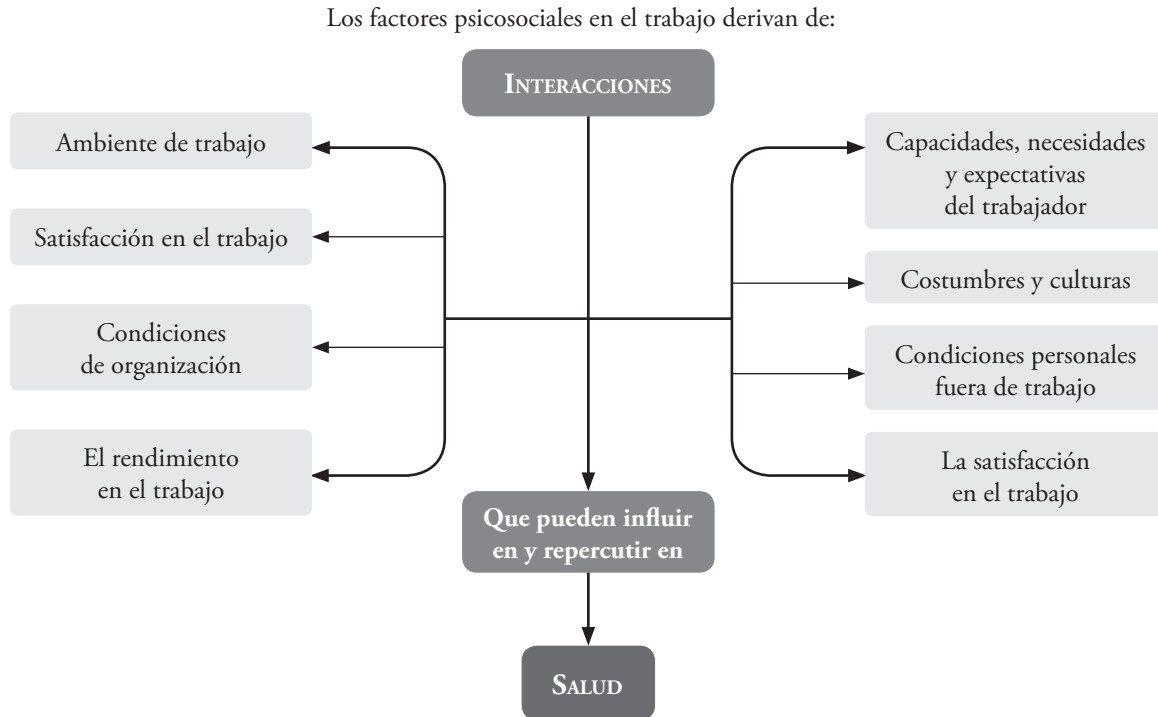 Los factores psicosociales en el trabajo derivan de:
INTERACCIONES
Ambiente de trabajo
Satisfacción en el trabajo
Condiciones
de organización
El rendimiento
en el trabajo
Capacidades, necesidades
y expectativas
del trabajador
Costumbres y culturas
Condiciones personales
fuera de trabajo
La satisfacción
en el trabajo
Que pueden influir
en y repercutir en
SALUD